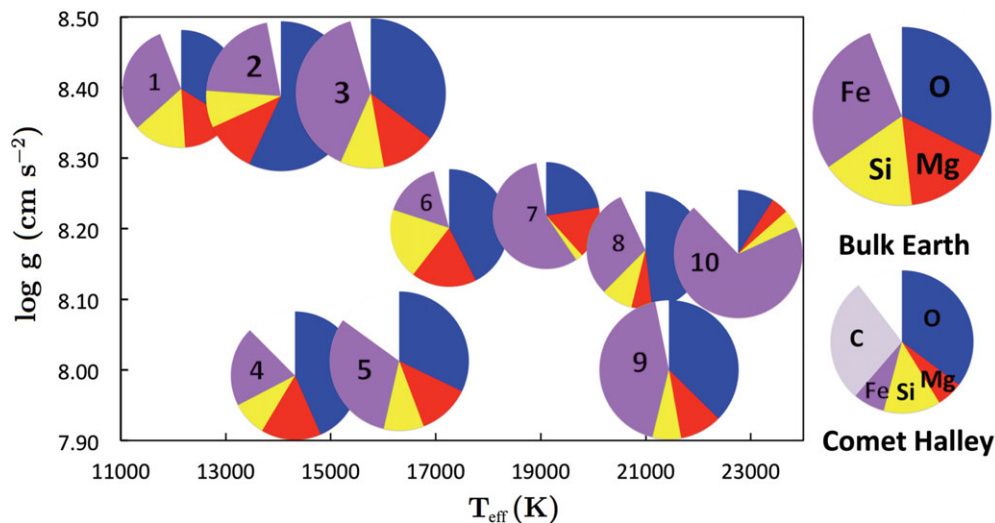 8.50
8.40
8.30
8.20
8.10
8.00
7.90
log g (cm s⁻²)
1
2
3
4
5
6
7
8
9
10
11000 13000 15000 17000 19000 21000 23000
T_eff (K)
Fe
O
Si
Mg
Bulk Earth
C
O
Fe
Si
Mg
Comet Halley